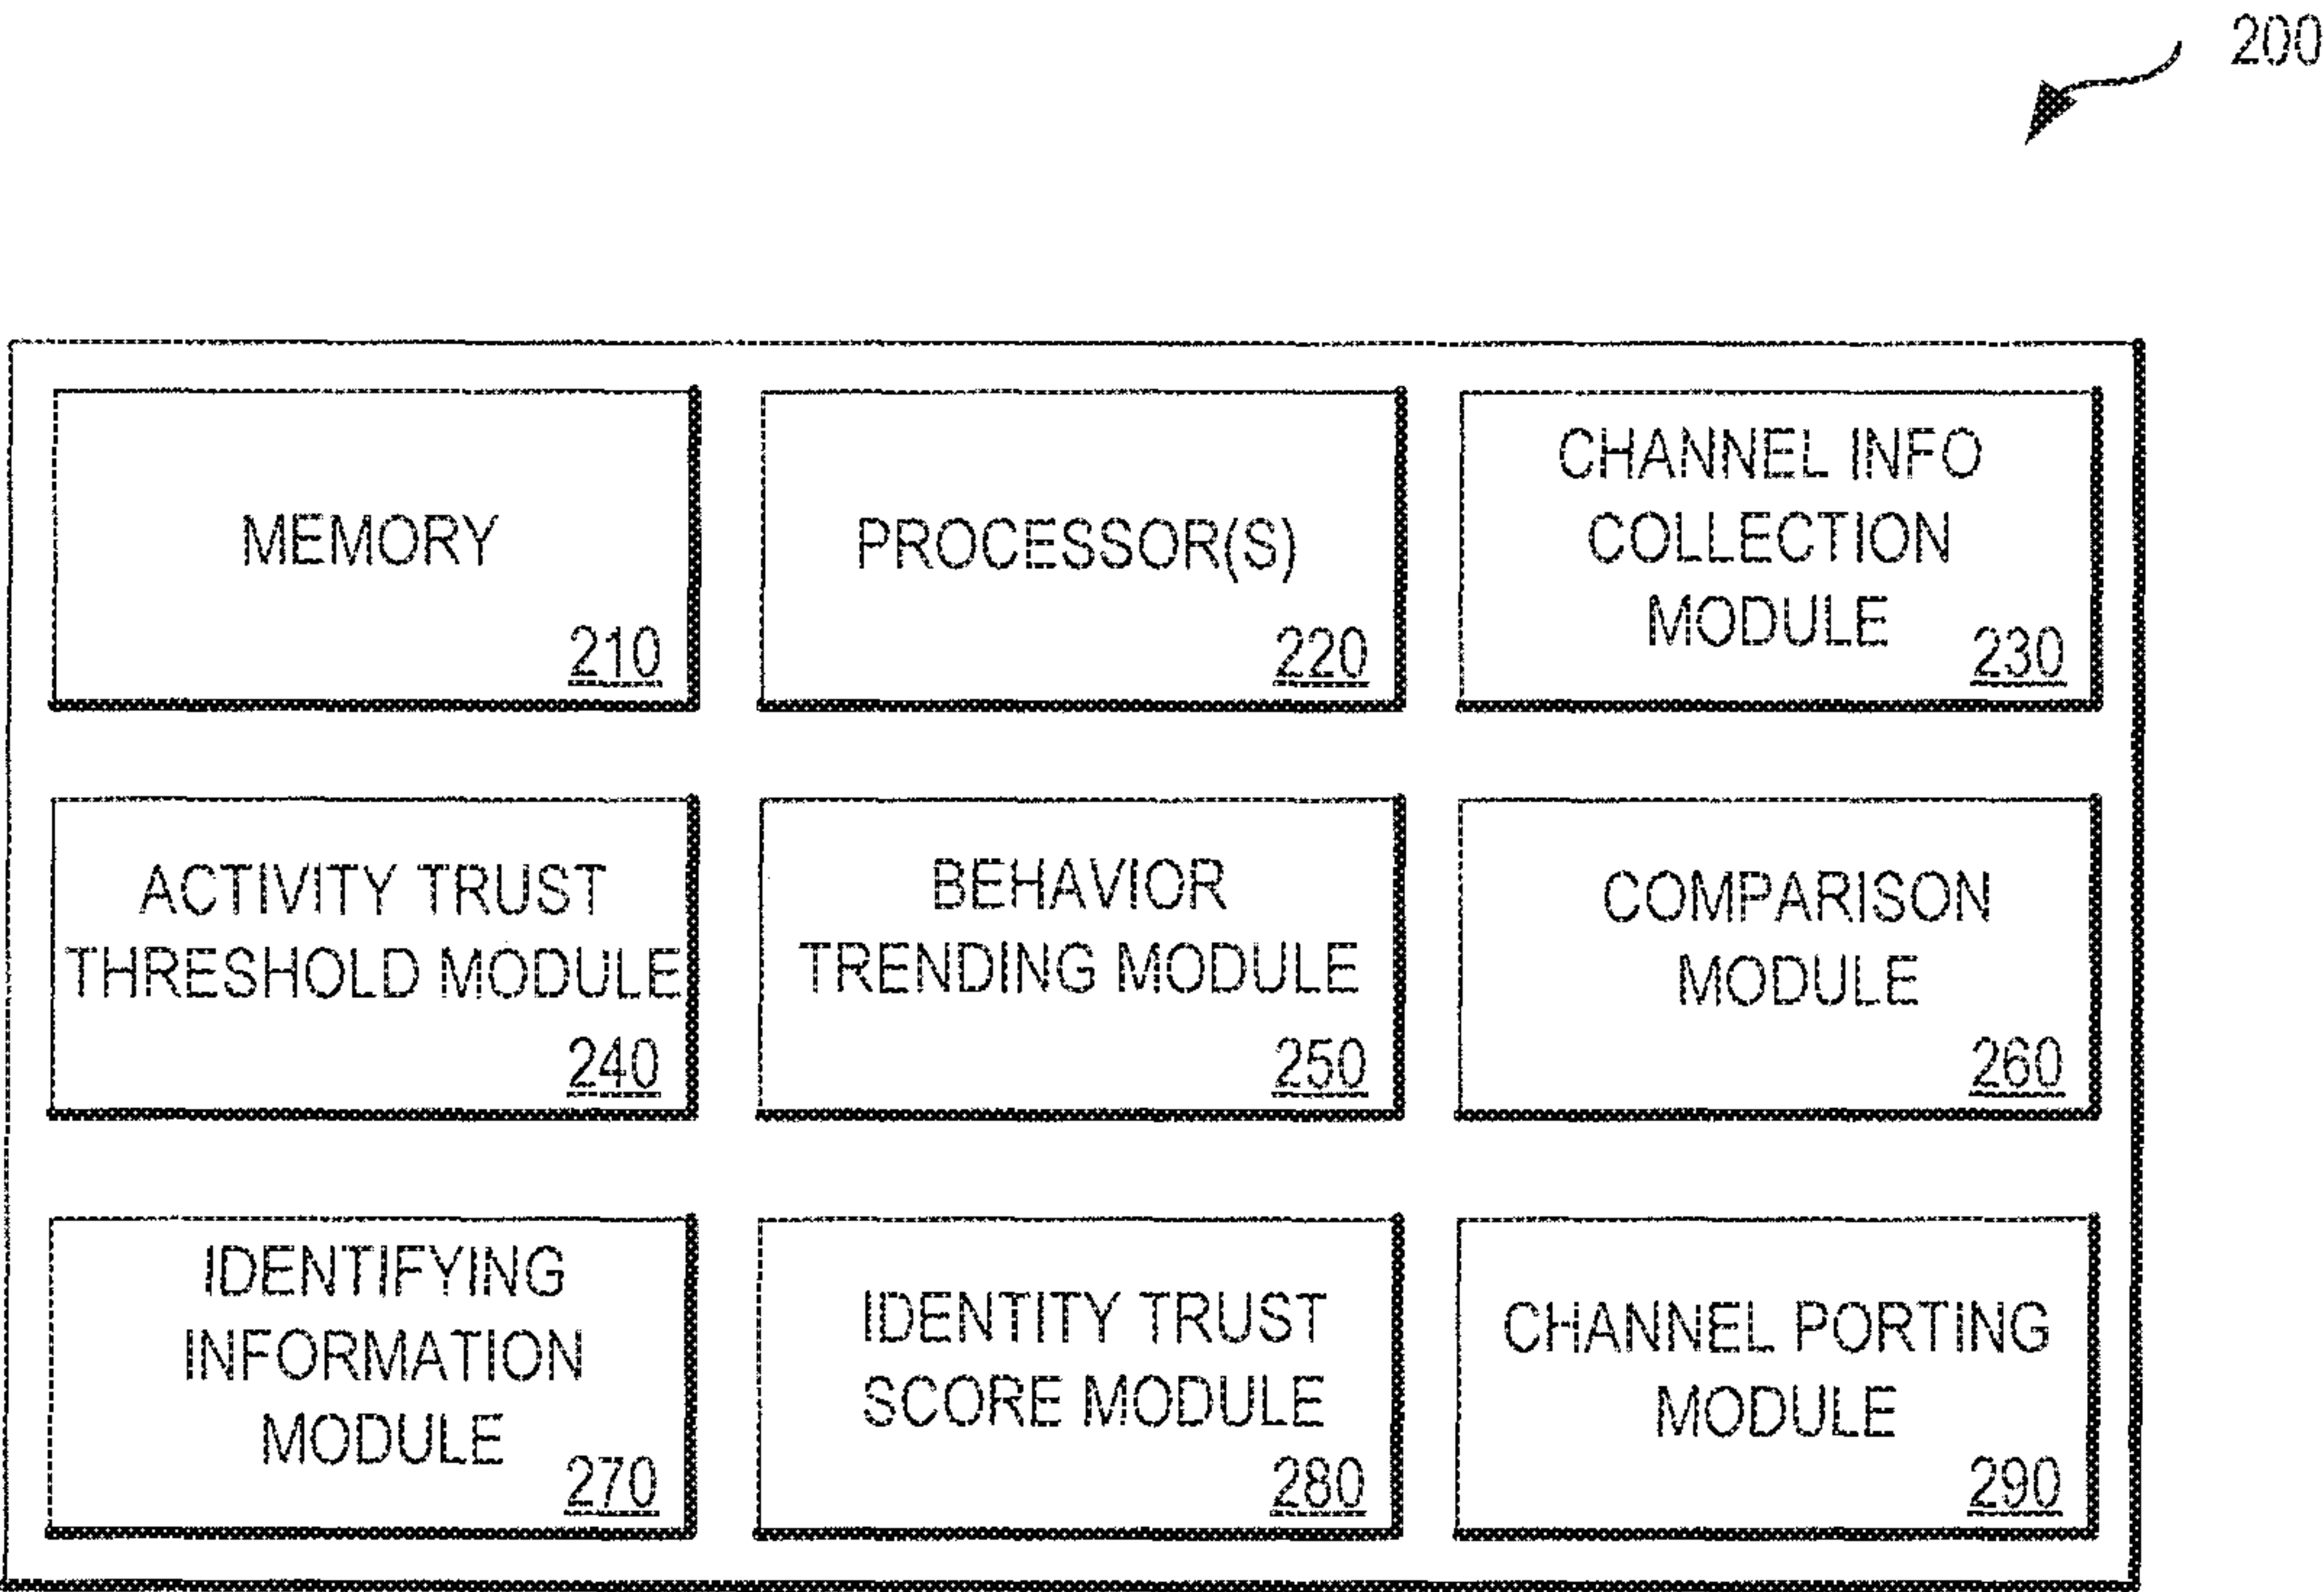 200
MEMORY
210
PROCESSOR(S)
220
CHANNEL INFO
COLLECTION
MODULE
230
ACTIVITY TRUST
THRESHOLD MODULE
240
BEHAVIOR
TRENDING MODULE
250
COMPARISON
MODULE
260
IDENTIFYING
INFORMATION
MODULE
270
IDENTITY TRUST
SCORE MODULE
280
CHANNEL PORTING
MODULE
290